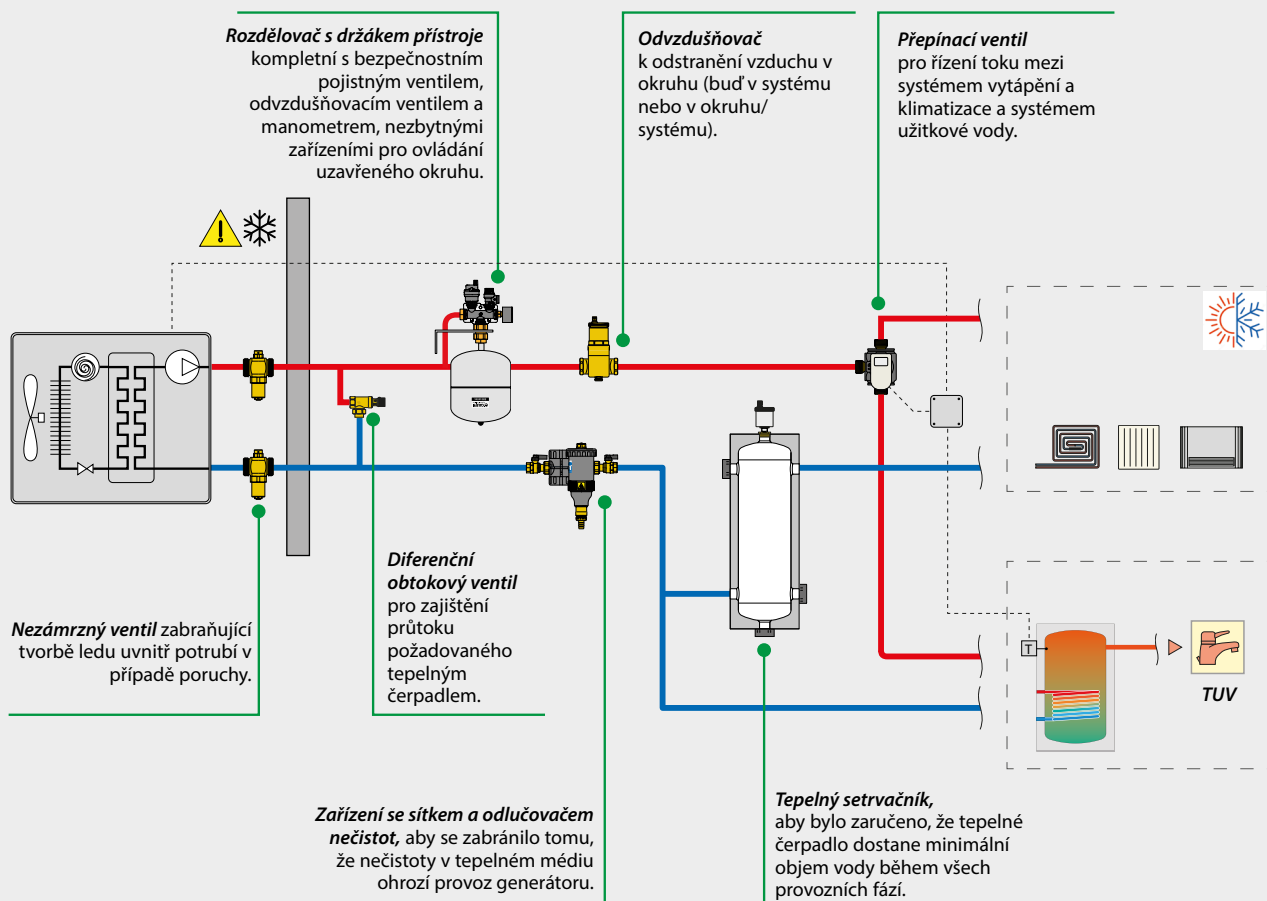 Rozdělovač s držákem přístroje
kompletní s bezpečnostním
pojistným ventilem,
odvzdušňovacím ventilem a
manometrem, nezbytnými
zařízeními pro ovládání
uzavřeného okruhu.
Odvzdušňovač
k odstranění vzduchu v
okruhu (buď v systému
nebo v okruhu/
systému).
Přepínací ventil
pro řízení toku mezi
systémem vytápění a
klimatizace a systémem
užitkové vody.
Diferenční
obtokový ventil
pro zajištění
průtoku
požadovaného
tepelným
čerpadlem.
Nezámrzný ventil zabraňující
tvorbě ledu uvnitř potrubí v
případě poruchy.
T
TUV
Zařízení se sítkem a odlučovačem
nečistot, aby se zabránilo tomu,
že nečistoty v tepelném médiu
ohrozí provoz generátoru.
Tepelný setrvačník,
aby bylo zaručeno, že tepelné
čerpadlo dostane minimální
objem vody během všech
provozních fází.